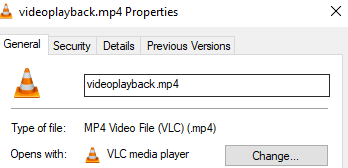 videoplayback.mp4 Properties
General Security Details Previous Versions
videoplayback.mp4
Type of file: MP4 Video File (VLC) (.mp4)
Opens with: VLC media player Change...